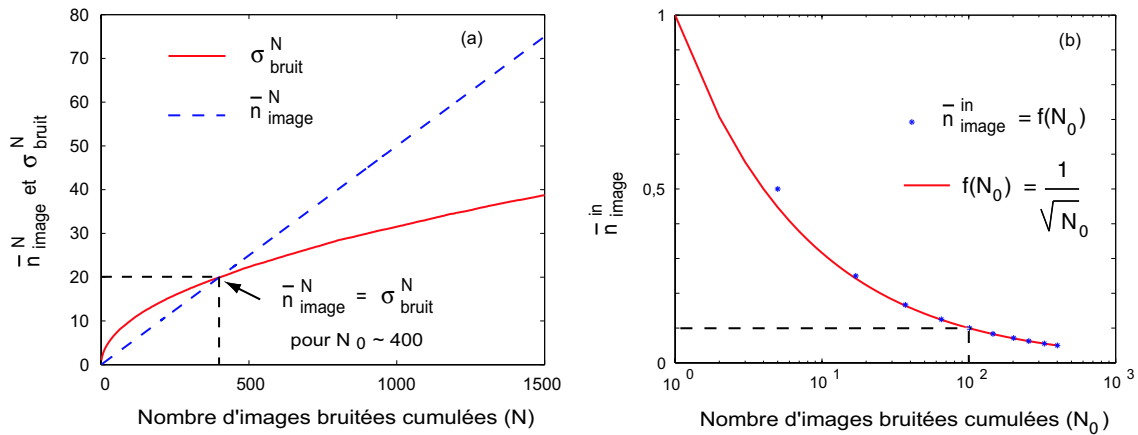 (a)
σ bruit N
n̄ image N
n̄ image N et σ bruit N
80
70
60
50
40
30
20
10
0
n̄ image N = σ bruit N
pour N 0 ~ 400
0 500 1000 1500
Nombre d'images bruitées cumulées (N)
(b)
n̄ image in
1
0,5
0
n̄ image in = f(N0)
f(N0) = 1/√N0
10^0 10^1 10^2 10^3
Nombre d'images bruitées cumulées (N0)